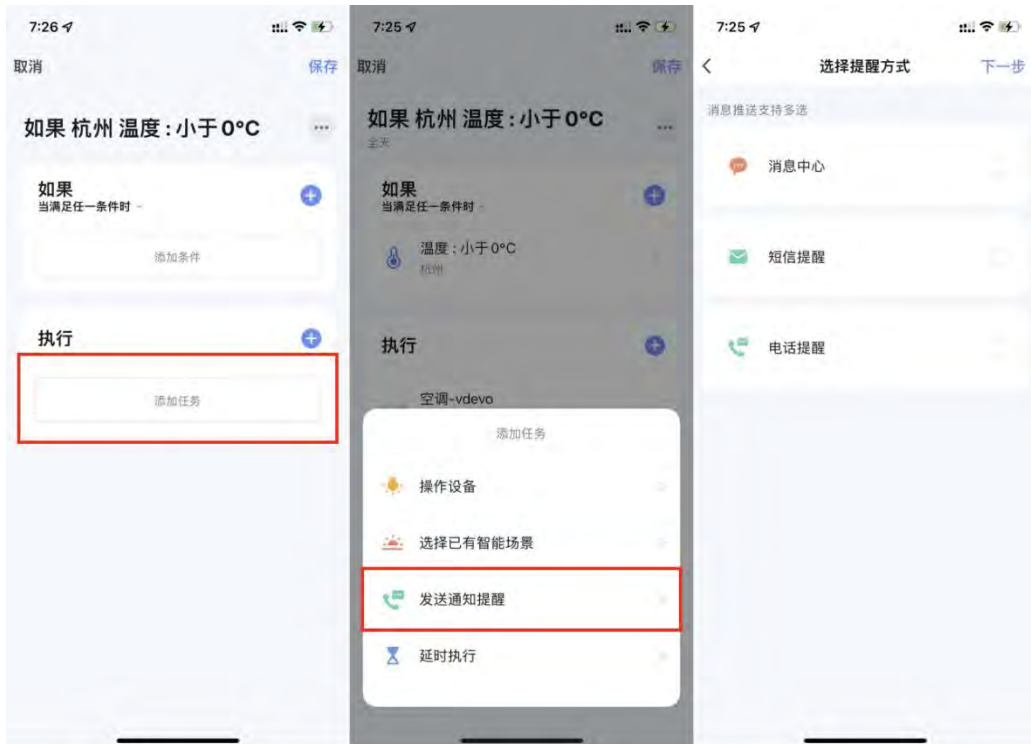 7:26
取消
保存
如果 杭州 温度 : 小于 0°C
...
如果
当满足任一条件时
添加条件
执行
添加任务
7:25
取消
保存
如果 杭州 温度 : 小于 0°C
全天
...
如果
当满足任一条件时
温度 : 小于 0°C
杭州
执行
空调-vdevo
添加任务
操作设备
选择已有智能场景
发送通知提醒
延时执行
7:25
选择提醒方式
下一步
消息推送支持多选
消息中心
短信提醒
电话提醒